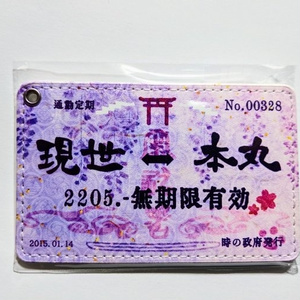 通勤定期 No.00328
現世 ⇔ 本丸
2205.-無期限有効
2015.01.14 時の政府発行